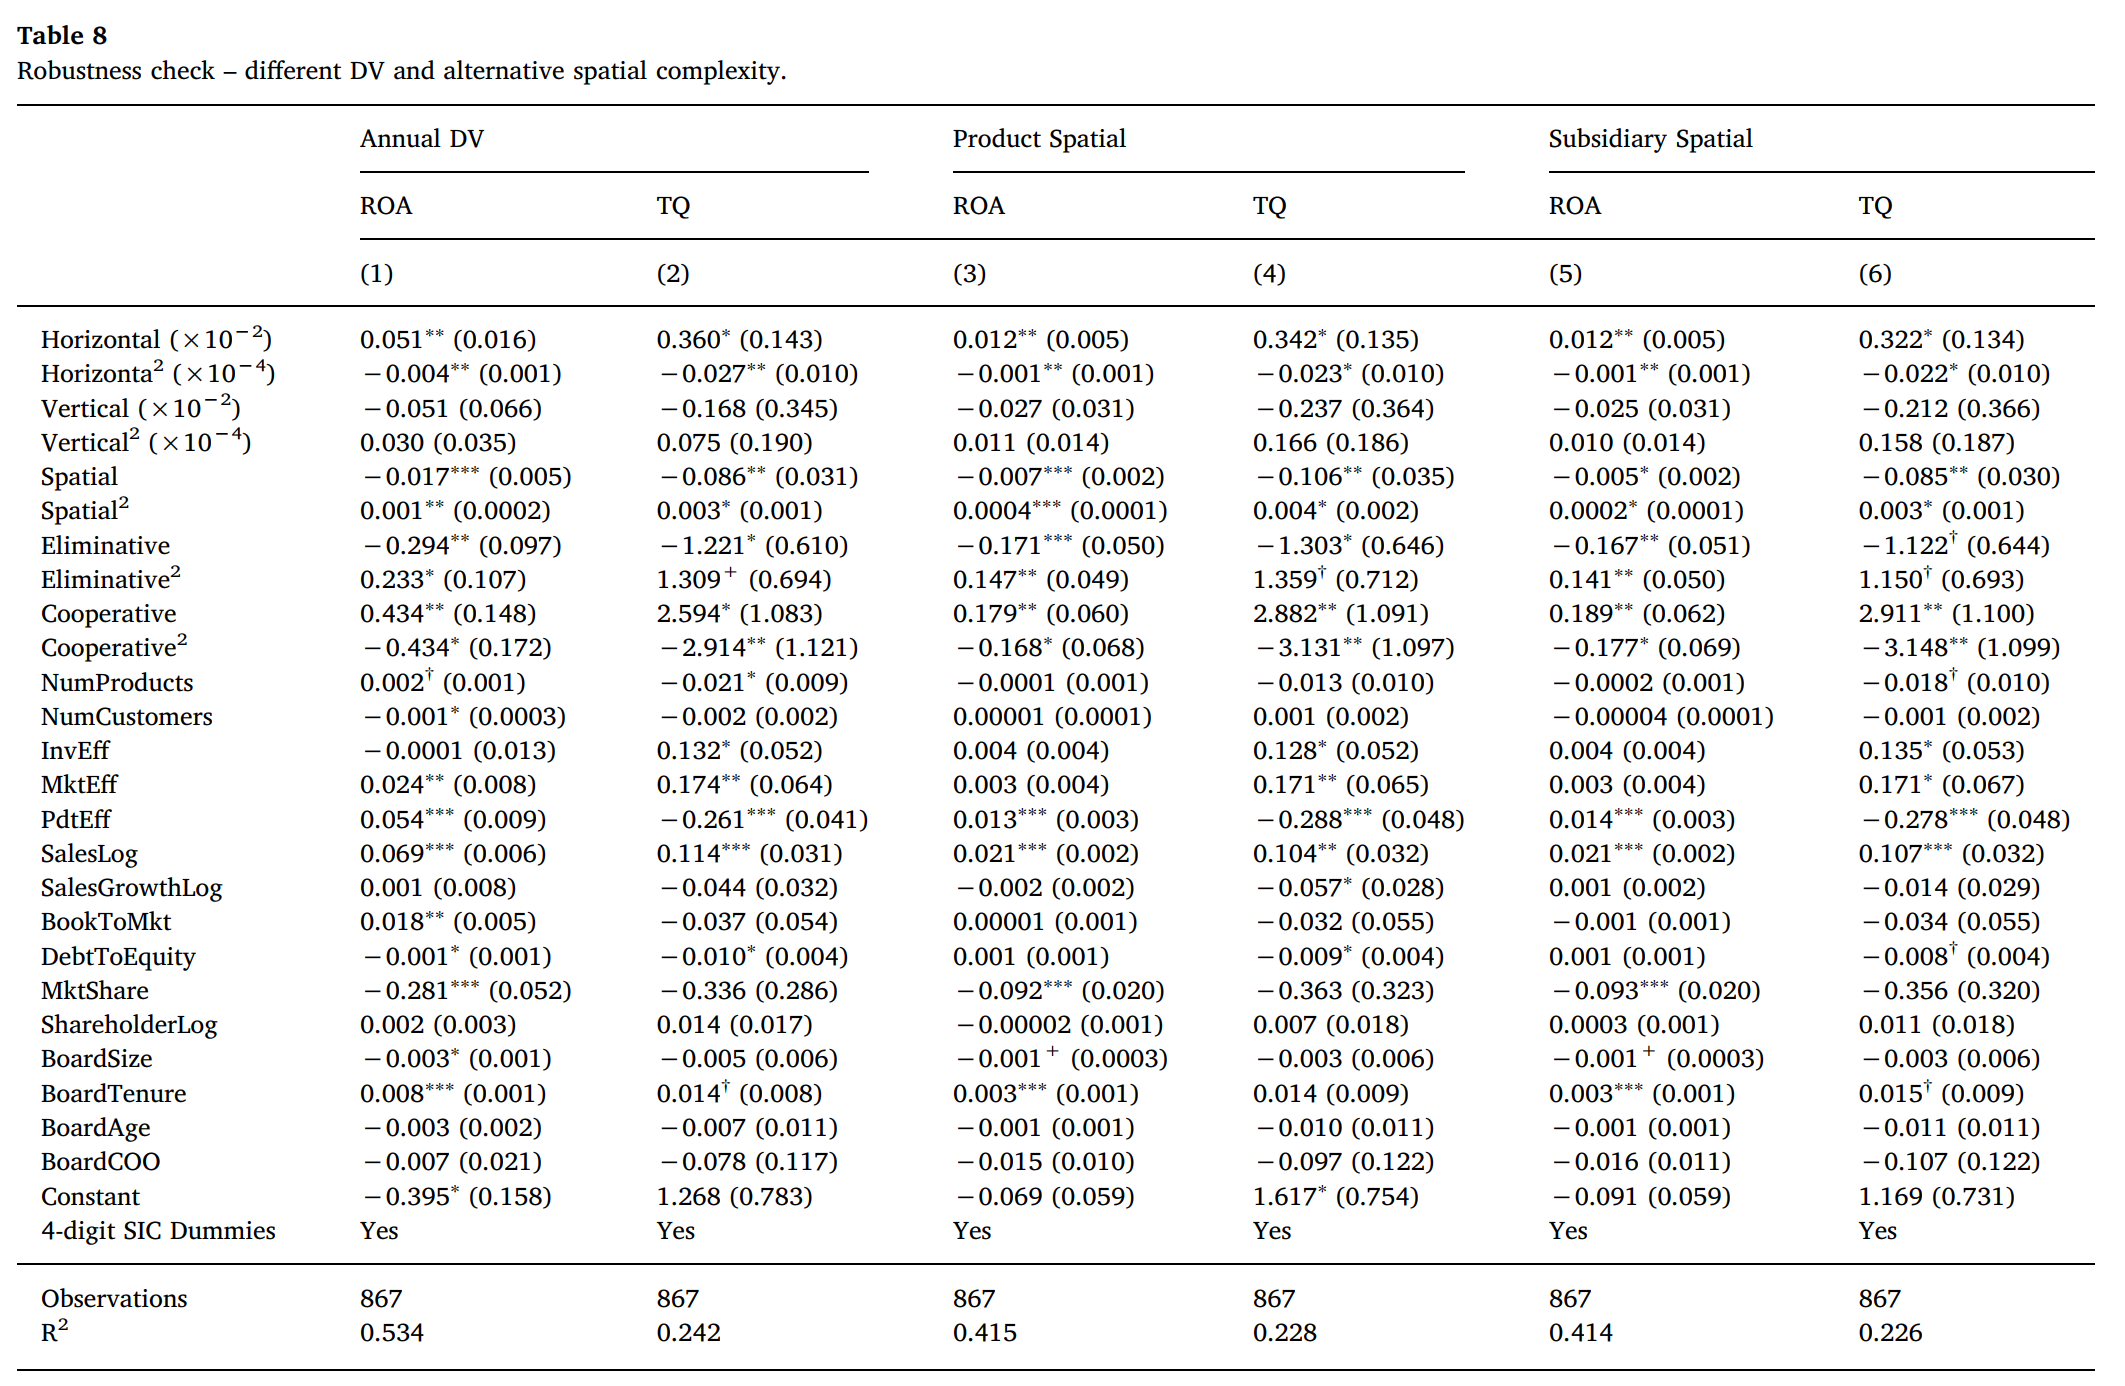 Table 8
Robustness check – different DV and alternative spatial complexity.
Annual DV Product Spatial Subsidiary Spatial
ROA TQ ROA TQ ROA TQ
(1) (2) (3) (4) (5) (6)
Horizontal (×10⁻²) 0.051** (0.016) 0.360* (0.143) 0.012** (0.005) 0.342* (0.135) 0.012** (0.005) 0.322* (0.134)
Horizonta² (×10⁻⁴) −0.004** (0.001) −0.027** (0.010) −0.001** (0.001) −0.023* (0.010) −0.001** (0.001) −0.022* (0.010)
Vertical (×10⁻²) −0.051 (0.066) −0.168 (0.345) −0.027 (0.031) −0.237 (0.364) −0.025 (0.031) −0.212 (0.366)
Vertical² (×10⁻⁴) 0.030 (0.035) 0.075 (0.190) 0.011 (0.014) 0.166 (0.186) 0.010 (0.014) 0.158 (0.187)
Spatial −0.017*** (0.005) −0.086** (0.031) −0.007*** (0.002) −0.106** (0.035) −0.005* (0.002) −0.085** (0.030)
Spatial² 0.001** (0.0002) 0.003* (0.001) 0.0004*** (0.0001) 0.004* (0.002) 0.0002* (0.0001) 0.003* (0.001)
Eliminative −0.294** (0.097) −1.221* (0.610) −0.171*** (0.050) −1.303* (0.646) −0.167** (0.051) −1.122† (0.644)
Eliminative² 0.233* (0.107) 1.309⁺ (0.694) 0.147** (0.049) 1.359† (0.712) 0.141** (0.050) 1.150† (0.693)
Cooperative 0.434** (0.148) 2.594* (1.083) 0.179** (0.060) 2.882** (1.091) 0.189** (0.062) 2.911** (1.100)
Cooperative² −0.434* (0.172) −2.914** (1.121) −0.168* (0.068) −3.131** (1.097) −0.177* (0.069) −3.148** (1.099)
NumProducts 0.002† (0.001) −0.021* (0.009) −0.0001 (0.001) −0.013 (0.010) −0.0002 (0.001) −0.018† (0.010)
NumCustomers −0.001* (0.0003) −0.002 (0.002) 0.00001 (0.0001) 0.001 (0.002) −0.00004 (0.0001) −0.001 (0.002)
InvEff −0.0001 (0.013) 0.132* (0.052) 0.004 (0.004) 0.128* (0.052) 0.004 (0.004) 0.135* (0.053)
MktEff 0.024** (0.008) 0.174** (0.064) 0.003 (0.004) 0.171** (0.065) 0.003 (0.004) 0.171* (0.067)
PdtEff 0.054*** (0.009) −0.261*** (0.041) 0.013*** (0.003) −0.288*** (0.048) 0.014*** (0.003) −0.278*** (0.048)
SalesLog 0.069*** (0.006) 0.114*** (0.031) 0.021*** (0.002) 0.104** (0.032) 0.021*** (0.002) 0.107*** (0.032)
SalesGrowthLog 0.001 (0.008) −0.044 (0.032) −0.002 (0.002) −0.057* (0.028) 0.001 (0.002) −0.014 (0.029)
BookToMkt 0.018** (0.005) −0.037 (0.054) 0.00001 (0.001) −0.032 (0.055) −0.001 (0.001) −0.034 (0.055)
DebtToEquity −0.001* (0.001) −0.010* (0.004) 0.001 (0.001) −0.009* (0.004) 0.001 (0.001) −0.008† (0.004)
MktShare −0.281*** (0.052) −0.336 (0.286) −0.092*** (0.020) −0.363 (0.323) −0.093*** (0.020) −0.356 (0.320)
ShareholderLog 0.002 (0.003) 0.014 (0.017) −0.00002 (0.001) 0.007 (0.018) 0.0003 (0.001) 0.011 (0.018)
BoardSize −0.003* (0.001) −0.005 (0.006) −0.001⁺ (0.0003) −0.003 (0.006) −0.001⁺ (0.0003) −0.003 (0.006)
BoardTenure 0.008*** (0.001) 0.014† (0.008) 0.003*** (0.001) 0.014 (0.009) 0.003*** (0.001) 0.015† (0.009)
BoardAge −0.003 (0.002) −0.007 (0.011) −0.001 (0.001) −0.010 (0.011) −0.001 (0.001) −0.011 (0.011)
BoardCOO −0.007 (0.021) −0.078 (0.117) −0.015 (0.010) −0.097 (0.122) −0.016 (0.011) −0.107 (0.122)
Constant −0.395* (0.158) 1.268 (0.783) −0.069 (0.059) 1.617* (0.754) −0.091 (0.059) 1.169 (0.731)
4-digit SIC Dummies Yes Yes Yes Yes Yes Yes
Observations 867 867 867 867 867 867
R² 0.534 0.242 0.415 0.228 0.414 0.226